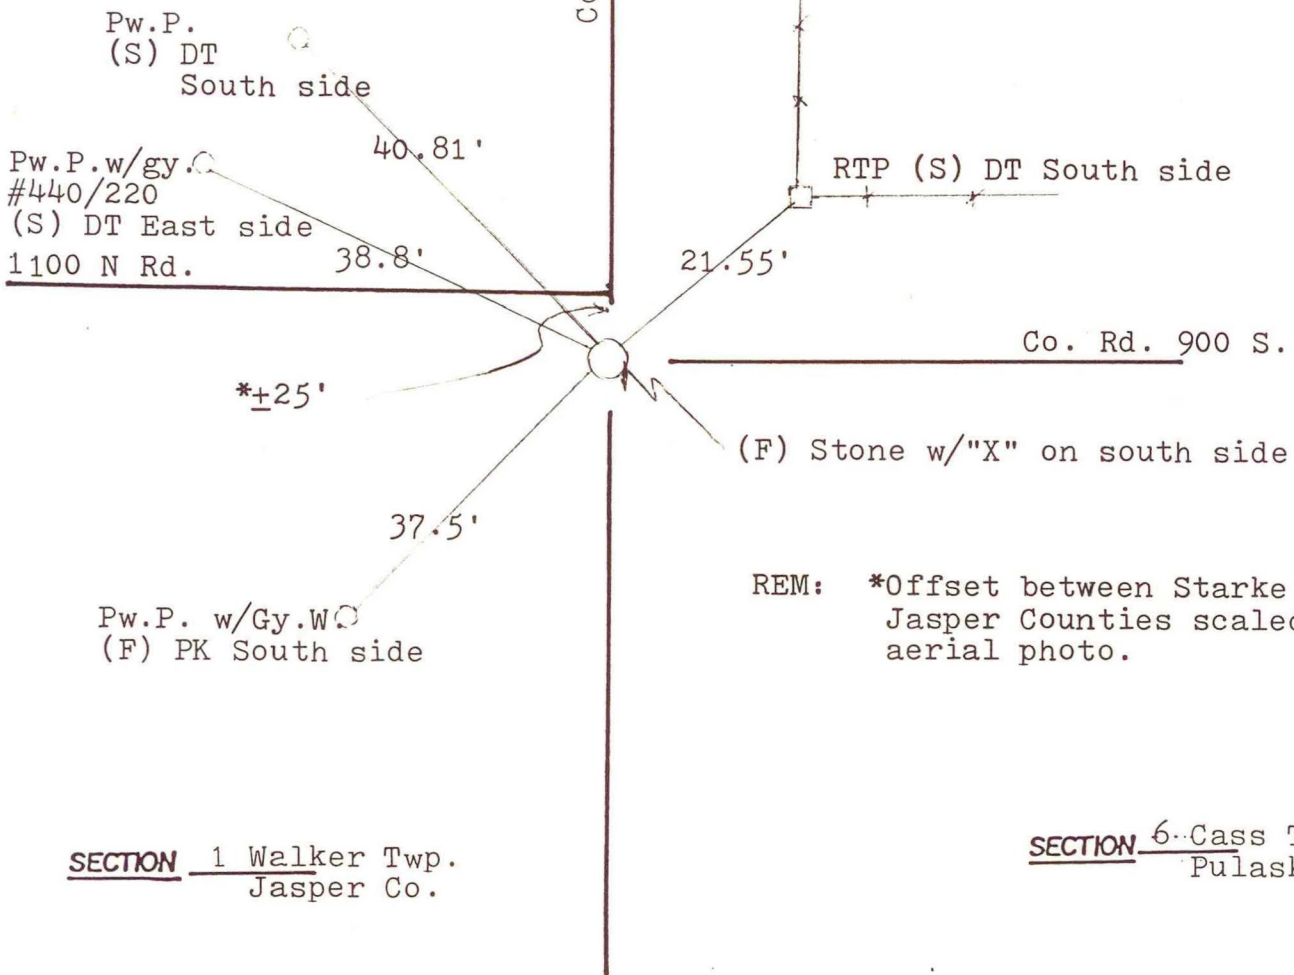 Co
Pw.P.
(S) DT
South side
40.81'
Pw.P.w/gy.
#440/220
(S) DT East side
RTP (S) DT South side
1100 N Rd.
38.8'
21.55'
Co. Rd. 900 S.
*±25'
(F) Stone w/"X" on south side
37.5'
Pw.P. w/Gy.W
(F) PK South side
REM: *Offset between Starke
Jasper Counties scaled
aerial photo.
SECTION 1 Walker Twp.
Jasper Co.
SECTION 6 Cass T
Pulask